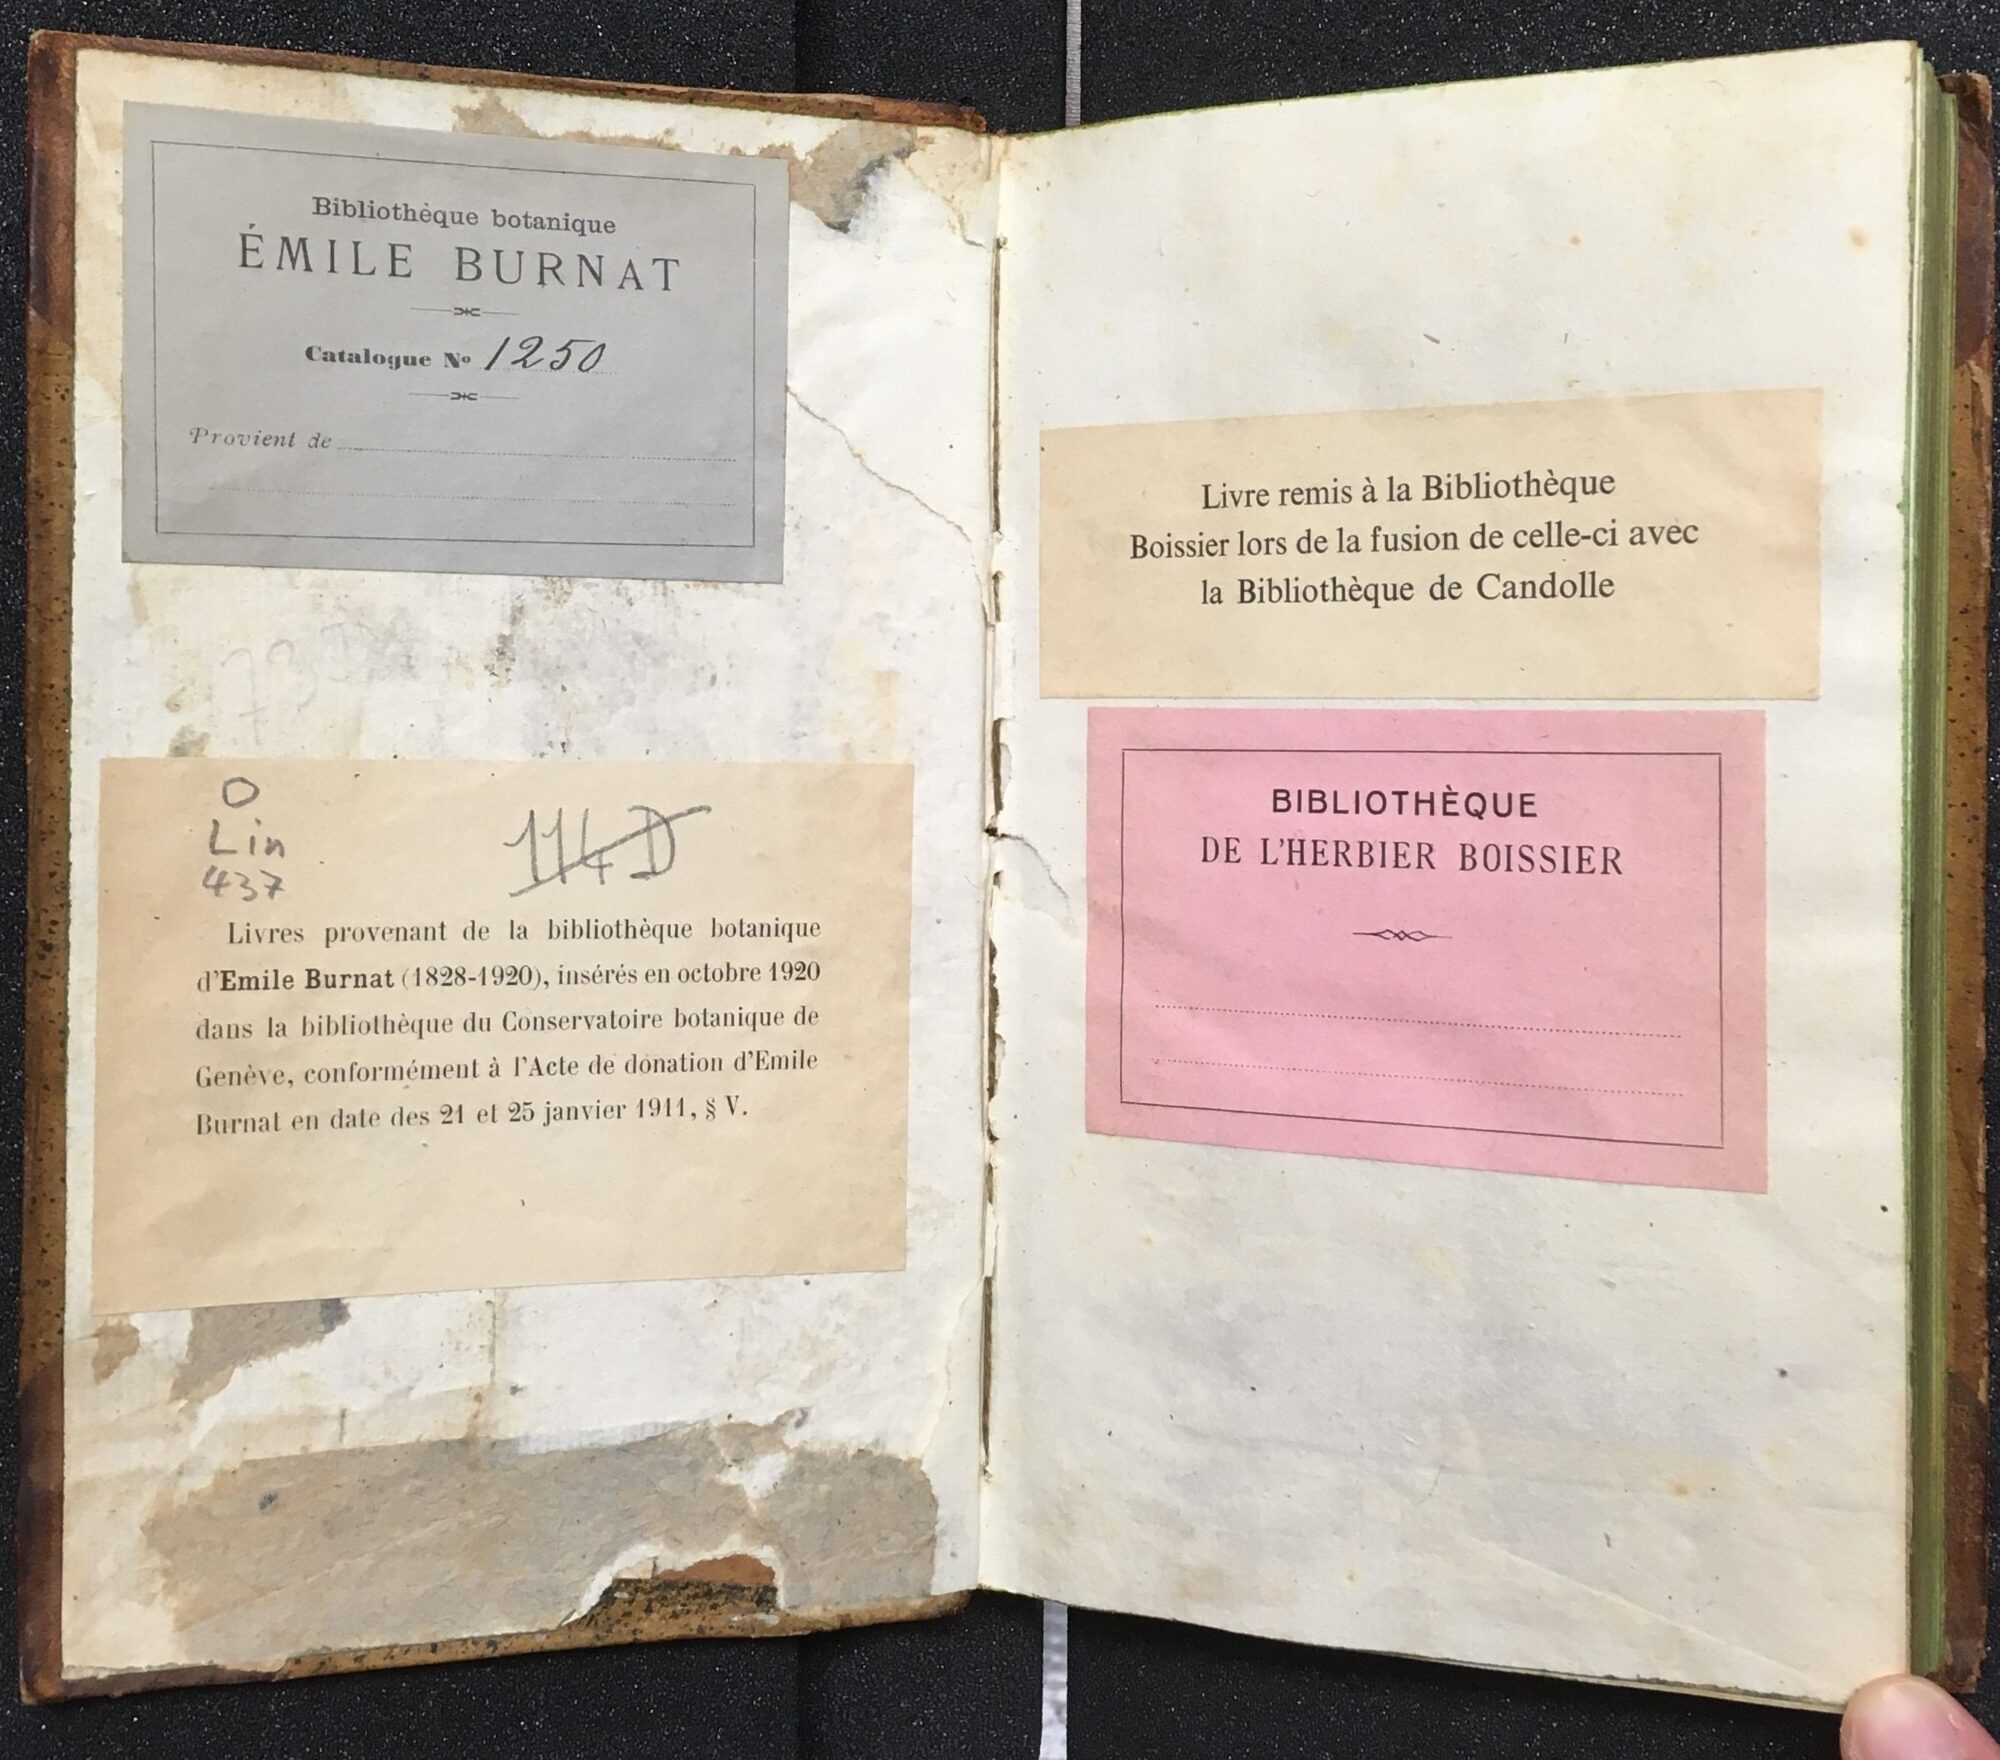 Bibliothèque botanique
ÉMILE BURNAT
Catalogue Nº 1250
Provient de
O
Lin
437
114 D
Livres provenant de la bibliothèque botanique
d'Emile Burnat (1828-1920), insérés en octobre 1920
dans la bibliothèque du Conservatoire botanique de
Genève, conformément à l'Acte de donation d'Emile
Burnat en date des 21 et 25 janvier 1911, § V.
Livre remis à la Bibliothèque
Boissier lors de la fusion de celle-ci avec
la Bibliothèque de Candolle
BIBLIOTHÈQUE
DE L'HERBIER BOISSIER